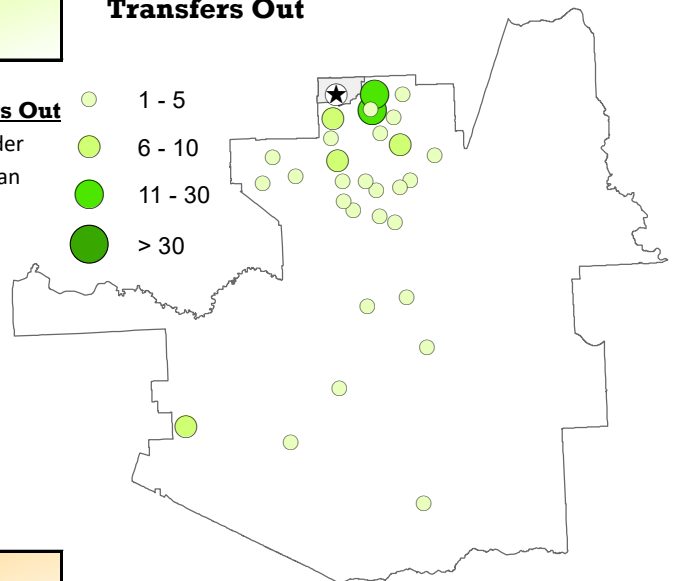 Transfers Out
s Out
der
an
1 - 5
6 - 10
11 - 30
> 30